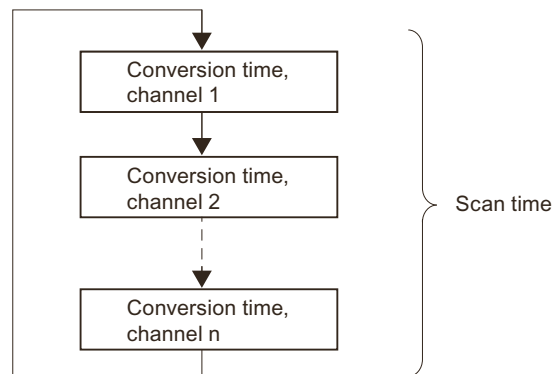 Conversion time,
channel 1
Conversion time,
channel 2
Scan time
Conversion time,
channel n